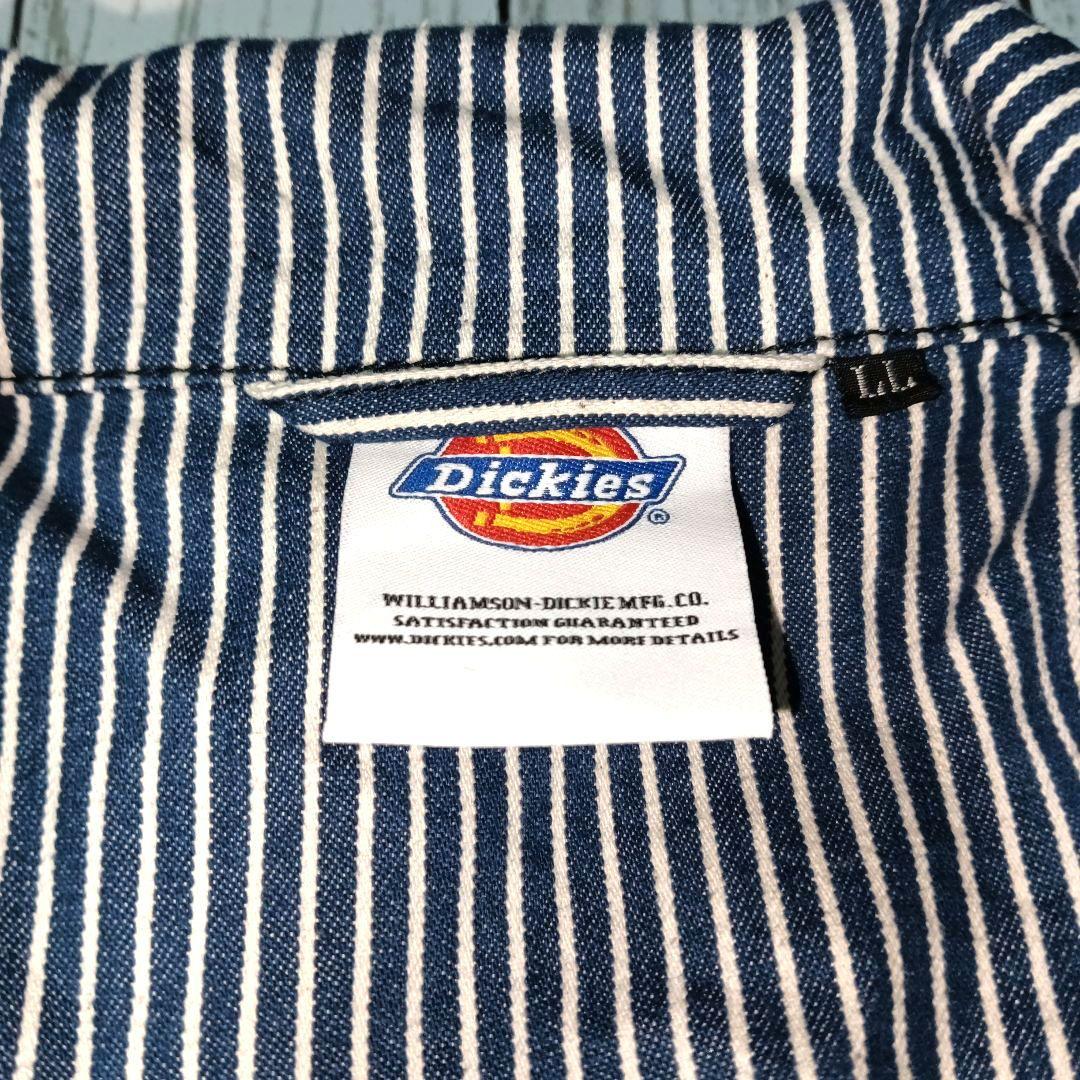 LL
Dickies®
WILLIAMSON-DICKIE MFG. CO.
SATISFACTION GUARANTEED
WWW.DICKIES.COM FOR MORE DETAILS